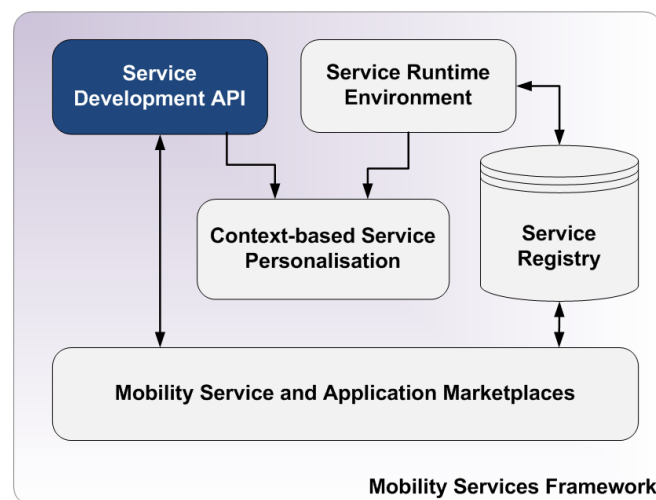 Service
Development API
Service Runtime
Environment
Context-based Service
Personalisation
Service
Registry
Mobility Service and Application Marketplaces
Mobility Services Framework